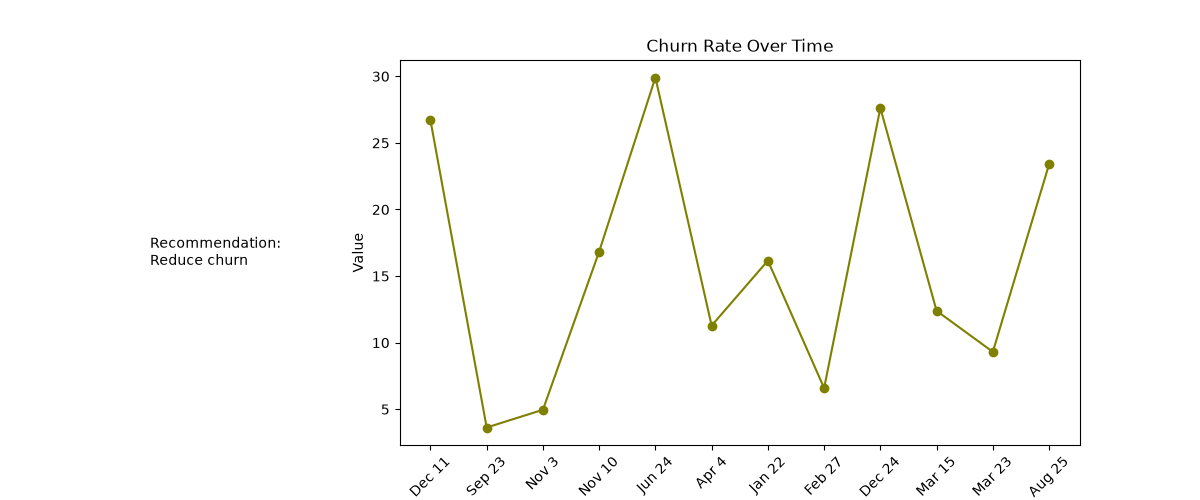 Churn Rate Over Time
Recommendation:
Reduce churn
Value
30
25
20
15
10
5
Dec 11
Sep 23
Nov 3
Nov 10
Jun 24
Apr 4
Jan 22
Feb 27
Dec 24
Mar 15
Mar 23
Aug 25